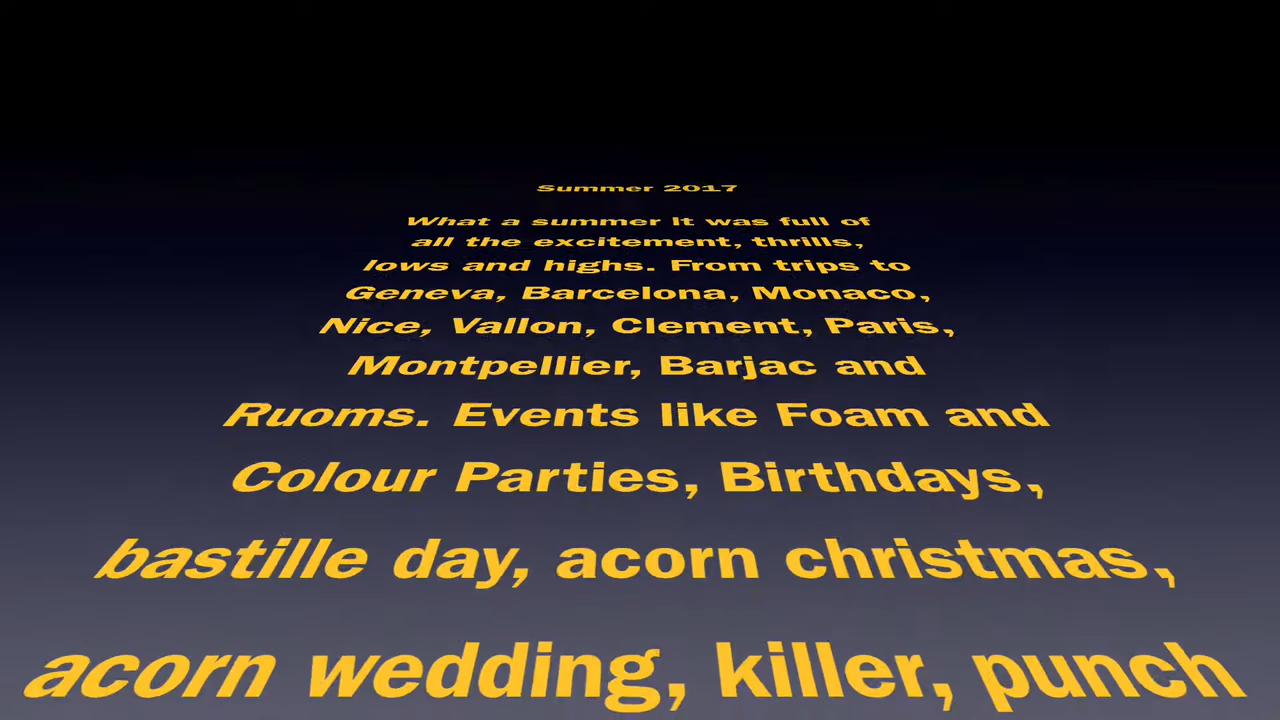 Summer 2017
What a summer It was full of
all the excitement, thrills,
lows and highs. From trips to
Geneva, Barcelona, Monaco,
Nice, Vallon, Clement, Paris,
Montpellier, Barjac and
Ruoms. Events like Foam and
Colour Parties, Birthdays,
bastille day, acorn christmas,
acorn wedding, killer, punch